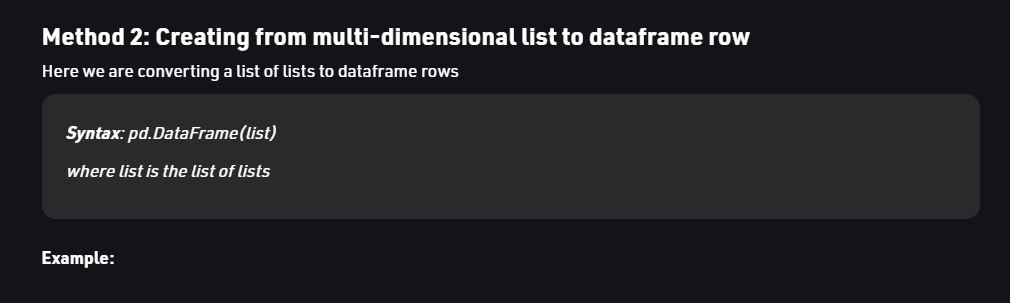 Method 2: Creating from multi-dimensional list to dataframe row
Here we are converting a list of lists to dataframe rows
Syntax: pd.DataFrame(list)
where list is the list of lists
Example: